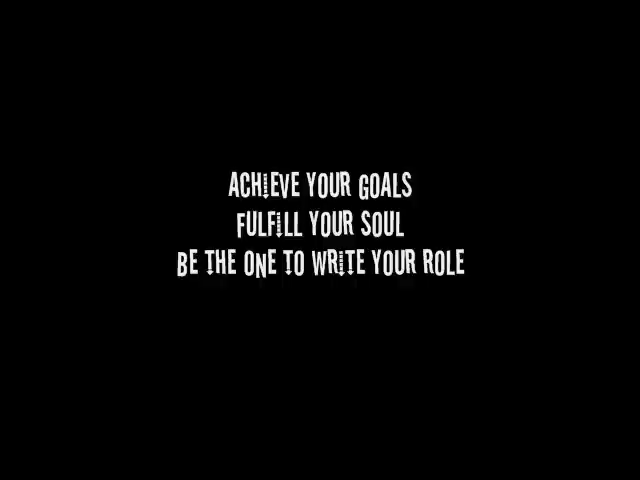 ACHIEVE YOUR GOALS
FULFILL YOUR SOUL
BE THE ONE TO WRITE YOUR ROLE